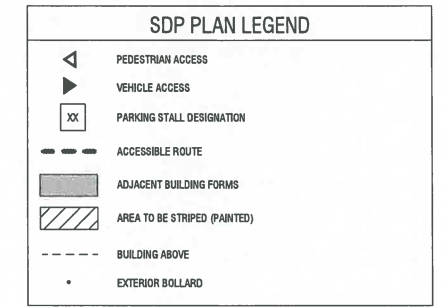 SDP PLAN LEGEND
PEDESTRIAN ACCESS
VEHICLE ACCESS
XX PARKING STALL DESIGNATION
ACCESSIBLE ROUTE
ADJACENT BUILDING FORMS
AREA TO BE STRIPED (PAINTED)
BUILDING ABOVE
EXTERIOR BOLLARD